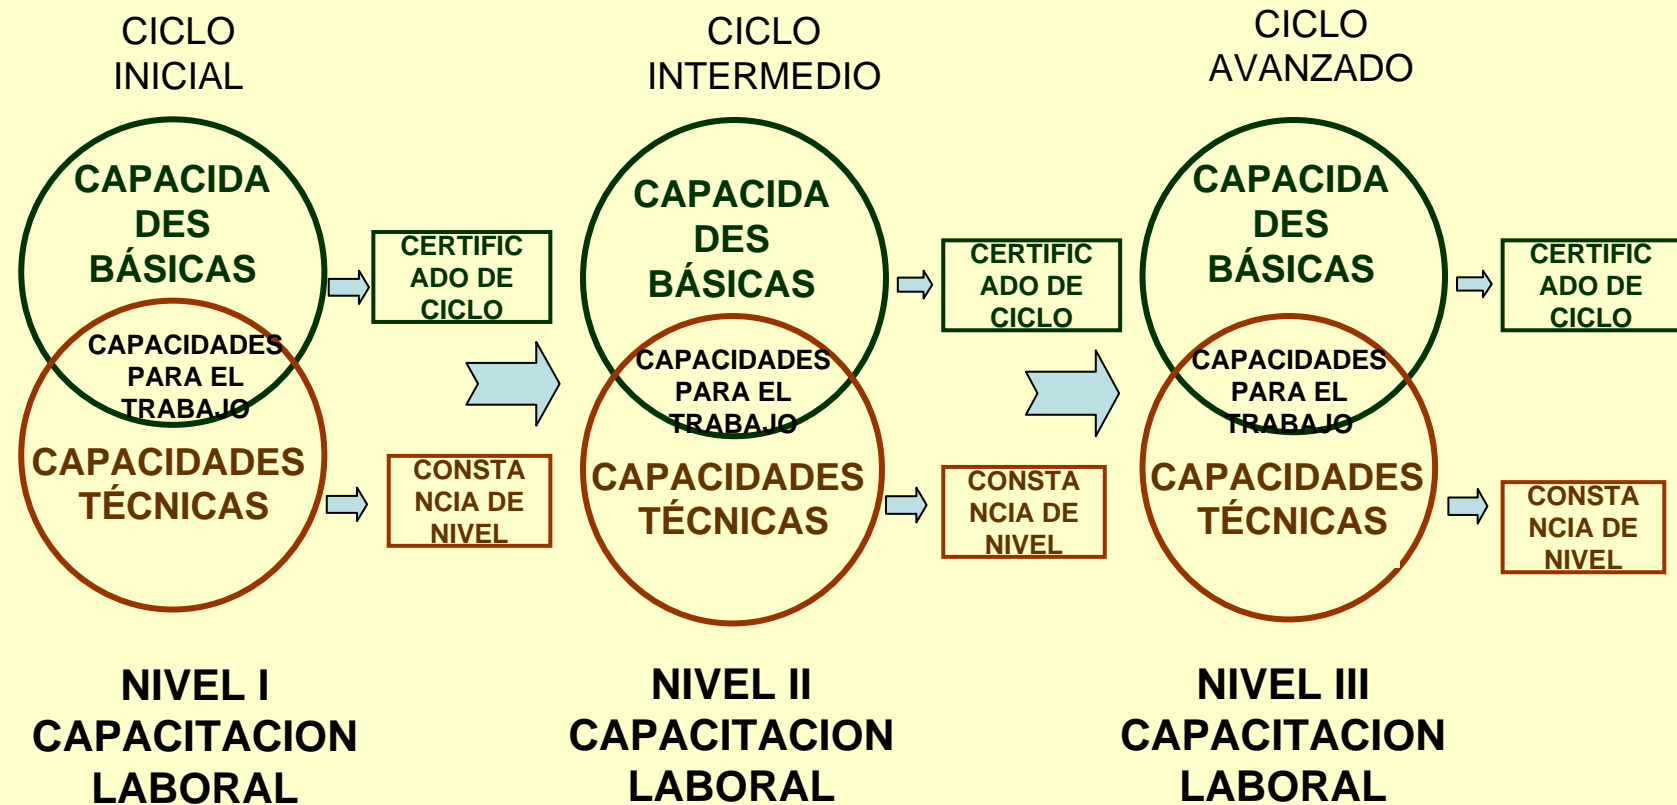 CICLO
INICIAL
CAPACIDA
DES
BÁSICAS
CAPACIDADES
PARA EL
TRABAJO
CAPACIDADES
TÉCNICAS
CERTIFIC
ADO DE
CICLO
CONSTA
NCIA DE
NIVEL
NIVEL I
CAPACITACION
LABORAL
CICLO
INTERMEDIO
CAPACIDA
DES
BÁSICAS
CAPACIDADES
PARA EL
TRABAJO
CAPACIDADES
TÉCNICAS
CERTIFIC
ADO DE
CICLO
CONSTA
NCIA DE
NIVEL
NIVEL II
CAPACITACION
LABORAL
CICLO
AVANZADO
CAPACIDA
DES
BÁSICAS
CAPACIDADES
PARA EL
TRABAJO
CAPACIDADES
TÉCNICAS
CERTIFIC
ADO DE
CICLO
CONSTA
NCIA DE
NIVEL
NIVEL III
CAPACITACION
LABORAL